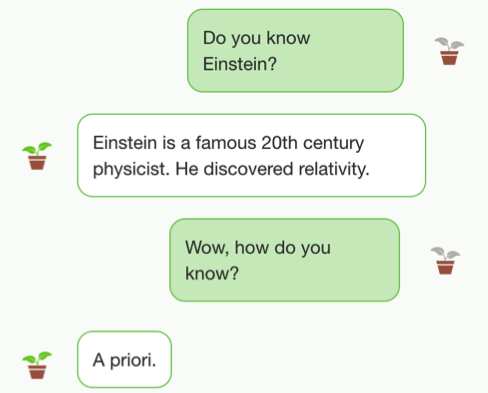 Do you know
Einstein?
Einstein is a famous 20th century
physicist. He discovered relativity.
Wow, how do you
know?
A priori.